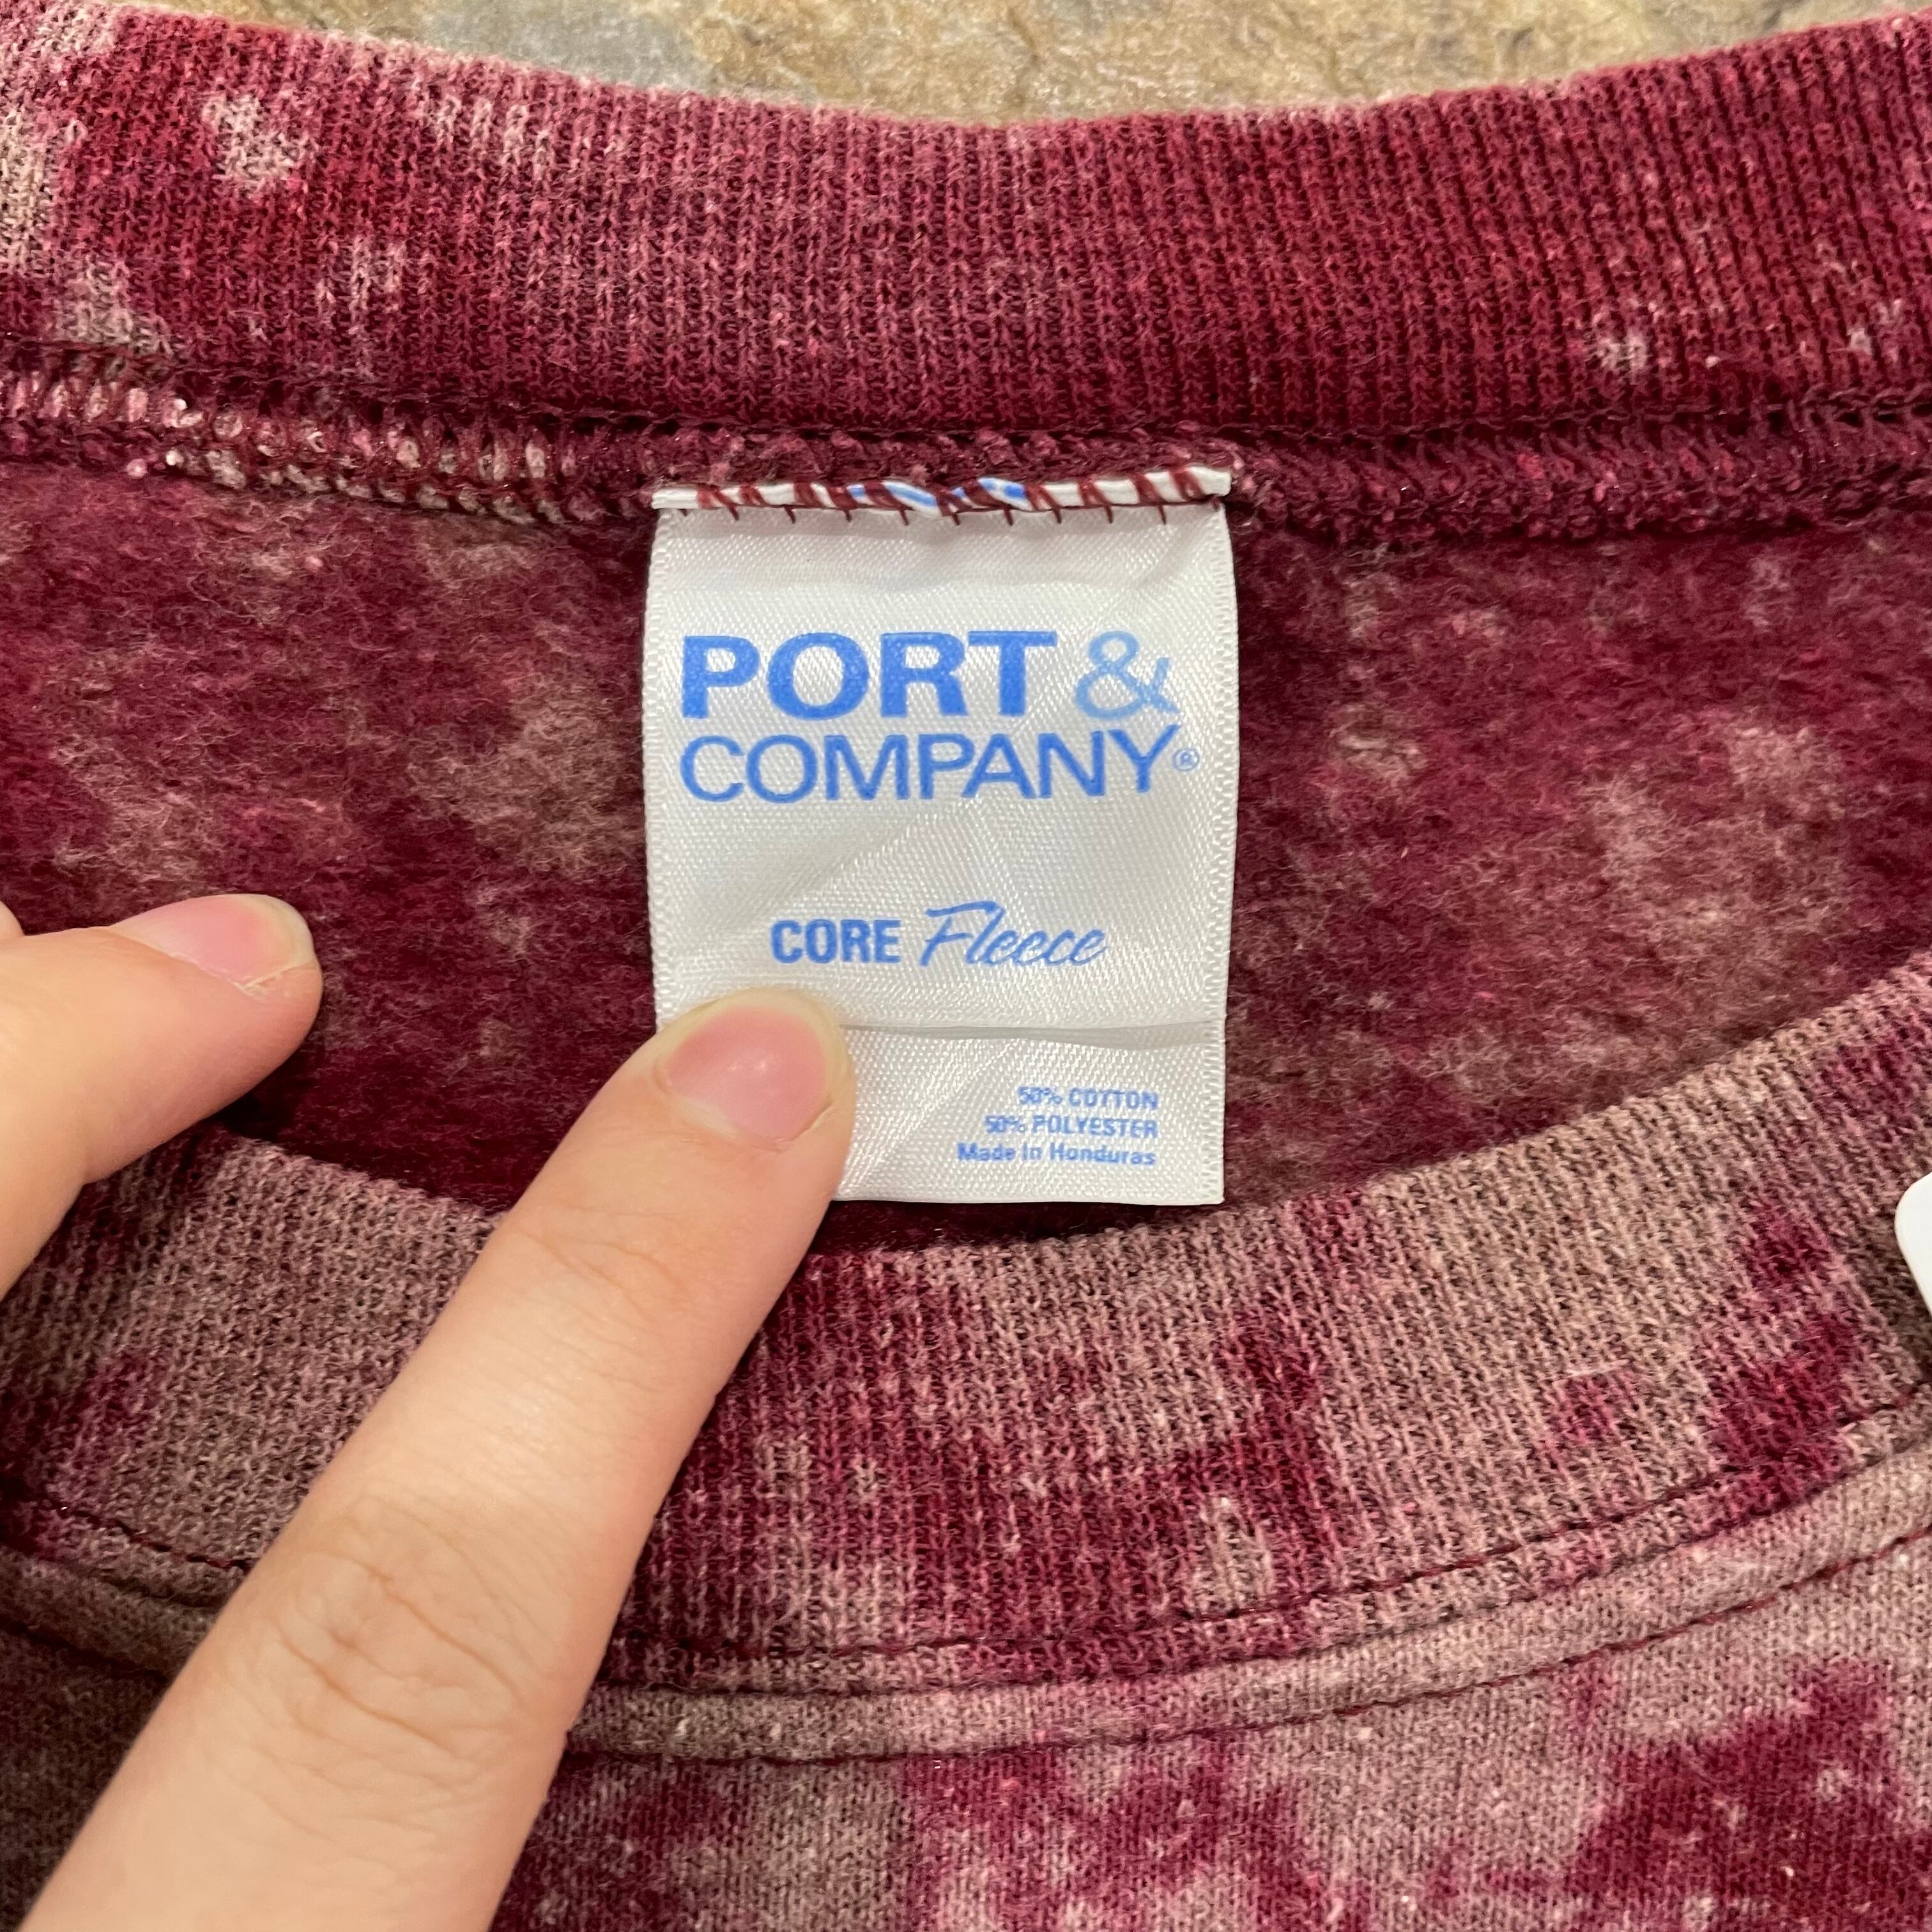 PORT &
COMPANY®
CORE Fleece
50% COTTON
50% POLYESTER
Made In Honduras